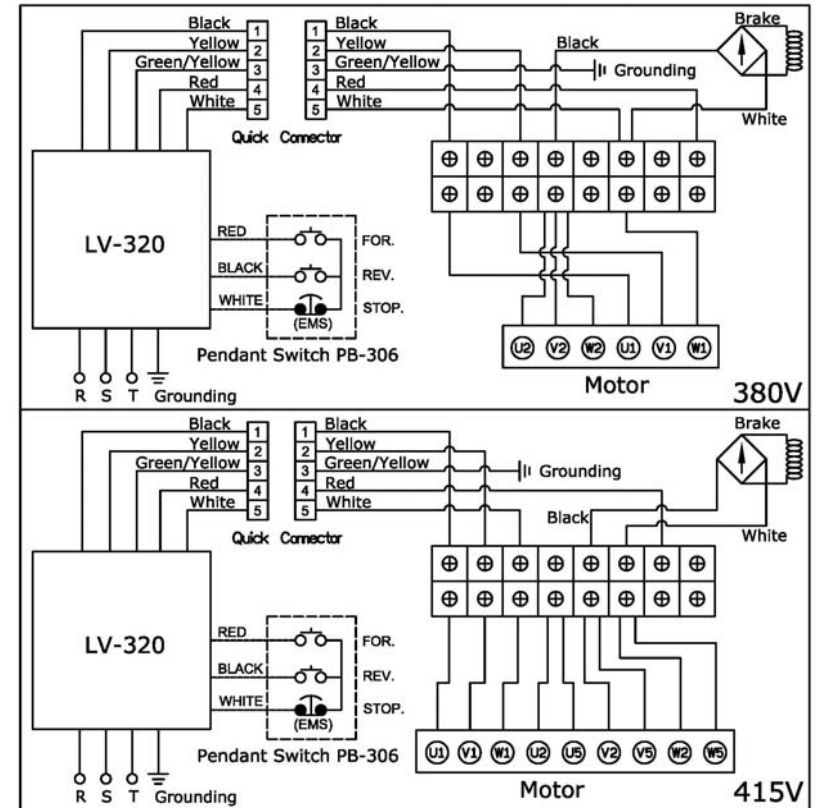 Black 1 1 Black Brake
Yellow 2 2 Yellow Black
Green/Yellow 3 3 Green/Yellow Grounding
Red 4 4 Red
White 5 5 White White
Quick Connector
LV-320
RED FOR.
BLACK REV.
WHITE STOP.
(EMS)
Pendant Switch PB-306
U2 V2 W2 U1 V1 W1
R S T Grounding
Motor 380V
Black 1 1 Black Brake
Yellow 2 2 Yellow
Green/Yellow 3 3 Green/Yellow Grounding
Red 4 4 Red
White 5 5 White Black White
Quick Connector
LV-320
RED FOR.
BLACK REV.
WHITE STOP.
(EMS)
Pendant Switch PB-306
U1 V1 W1 U2 U5 V2 V5 W2 W5
R S T Grounding
Motor 415V